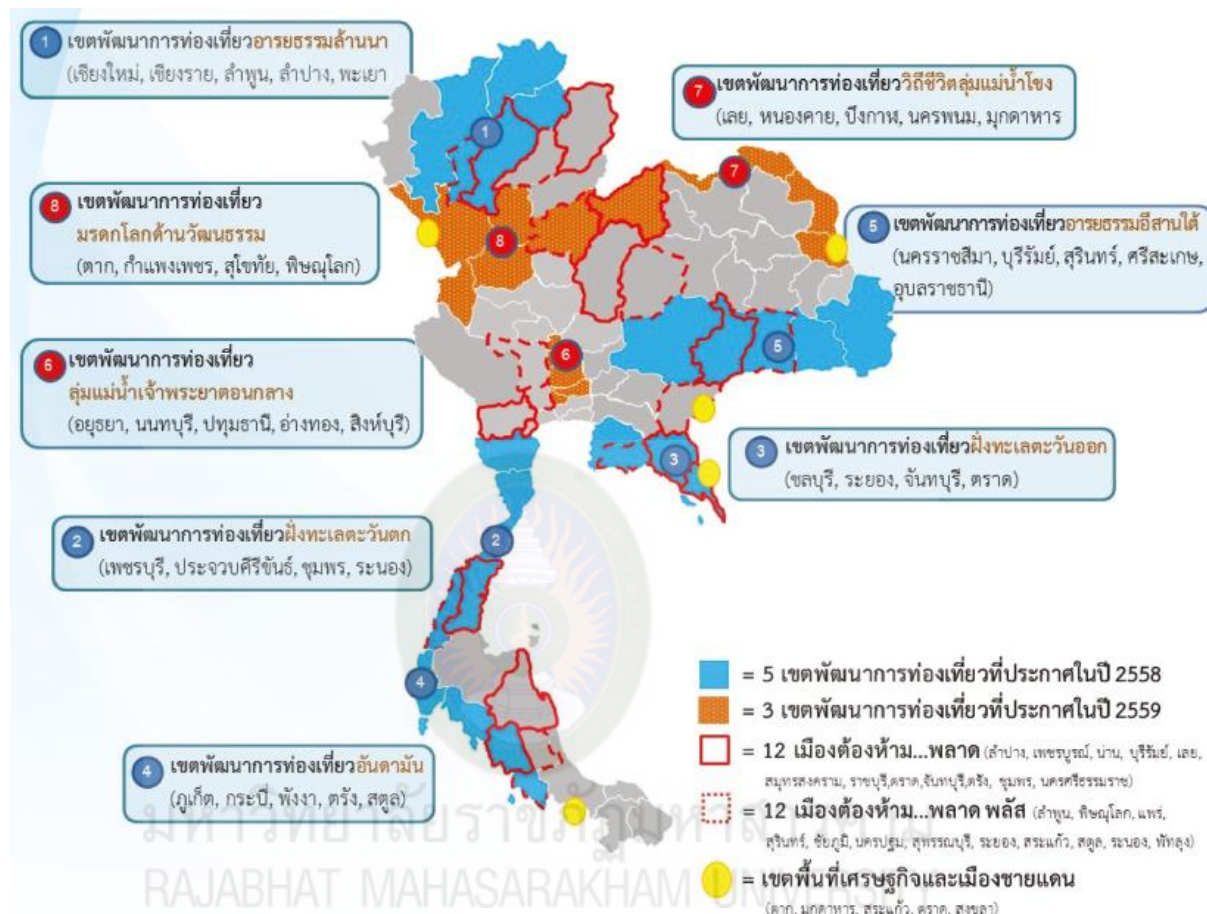 1 เขตพัฒนาการท่องเที่ยวอารยธรรมล้านนา
(เชียงใหม่, เชียงราย, ลำพูน, ลำปาง, พะเยา
7 เขตพัฒนาการท่องเที่ยววิถีชีวิตลุ่มแม่น้ำโขง
(เลย, หนองคาย, บึงกาฬ, นครพนม, มุกดาหาร
8 เขตพัฒนาการท่องเที่ยว
มรดกโลกด้านวัฒนธรรม
(ตาก, กำแพงเพชร, สุโขทัย, พิษณุโลก)
5 เขตพัฒนาการท่องเที่ยวอารยธรรมอีสานใต้
(นครราชสีมา, บุรีรัมย์, สุรินทร์, ศรีสะเกษ,
อุบลราชธานี)
6 เขตพัฒนาการท่องเที่ยว
ลุ่มแม่น้ำเจ้าพระยาตอนกลาง
(อยุธยา, นนทบุรี, ปทุมธานี, อ่างทอง, สิงห์บุรี)
3 เขตพัฒนาการท่องเที่ยวฝั่งทะเลตะวันออก
(ชลบุรี, ระยอง, จันทบุรี, ตราด)
2 เขตพัฒนาการท่องเที่ยวฝั่งทะเลตะวันตก
(เพชรบุรี, ประจวบคีรีขันธ์, ชุมพร, ระนอง)
4 เขตพัฒนาการท่องเที่ยวอันดามัน
(ภูเก็ต, กระบี่, พังงา, ตรัง, สตูล)
1
7
8
5
6
3
2
4
= 5 เขตพัฒนาการท่องเที่ยวที่ประกาศในปี 2558
= 3 เขตพัฒนาการท่องเที่ยวที่ประกาศในปี 2559
= 12 เมืองต้องห้าม...พลาด (ลำปาง, เพชรบูรณ์, น่าน, บุรีรัมย์, เลย,
สมุทรสงคราม, ราชบุรี,ตราด,จันทบุรี,ตรัง, ชุมพร, นครศรีธรรมราช)
= 12 เมืองต้องห้าม...พลาด พลัส (ลำพูน, พิษณุโลก, แพร่,
สุรินทร์, ชัยภูมิ, นครปฐม, สุพรรณบุรี, ระยอง, สระแก้ว, สตูล, ระนอง, พัทลุง)
= เขตพื้นที่เศรษฐกิจและเมืองชายแดน
(ตาก, มุกดาหาร, สระแก้ว, ตราด, สงขลา)
มหาวิทยาลัยราชภัฏมหาสารคาม
RAJABHAT MAHASARAKHAM UNIVERSITY